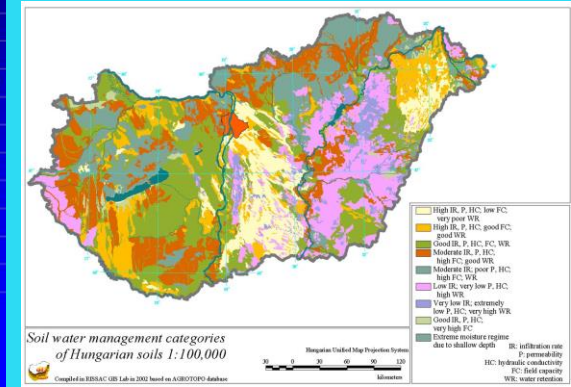 High IR, P, HC; low FC,
very poor WR
High IR, P, HC; good FC;
good WR
Good IR, P, HC, FC, WR
Moderate IR, P, HC;
high FC; good WR
Moderate IR; poor P, HC;
high FC; high WR
Low IR; very low P, HC;
high WR
Very low IR; extremely
low P, HC; very high WR
Good IR, P, HC;
very high FC
Extreme moisture regime
due to shallow depth
IR: infiltration rate
P: permeability
HC: hydraulic conductivity
FC: field capacity
WR: water retention
Soil water management categories
of Hungarian soils 1:100,000
Compiled in RISSAC GIS Lab in 2002 based on AGROTOPO database
Hungarian Unified Map Projection System
30 0 30 60 90 120
kilometers